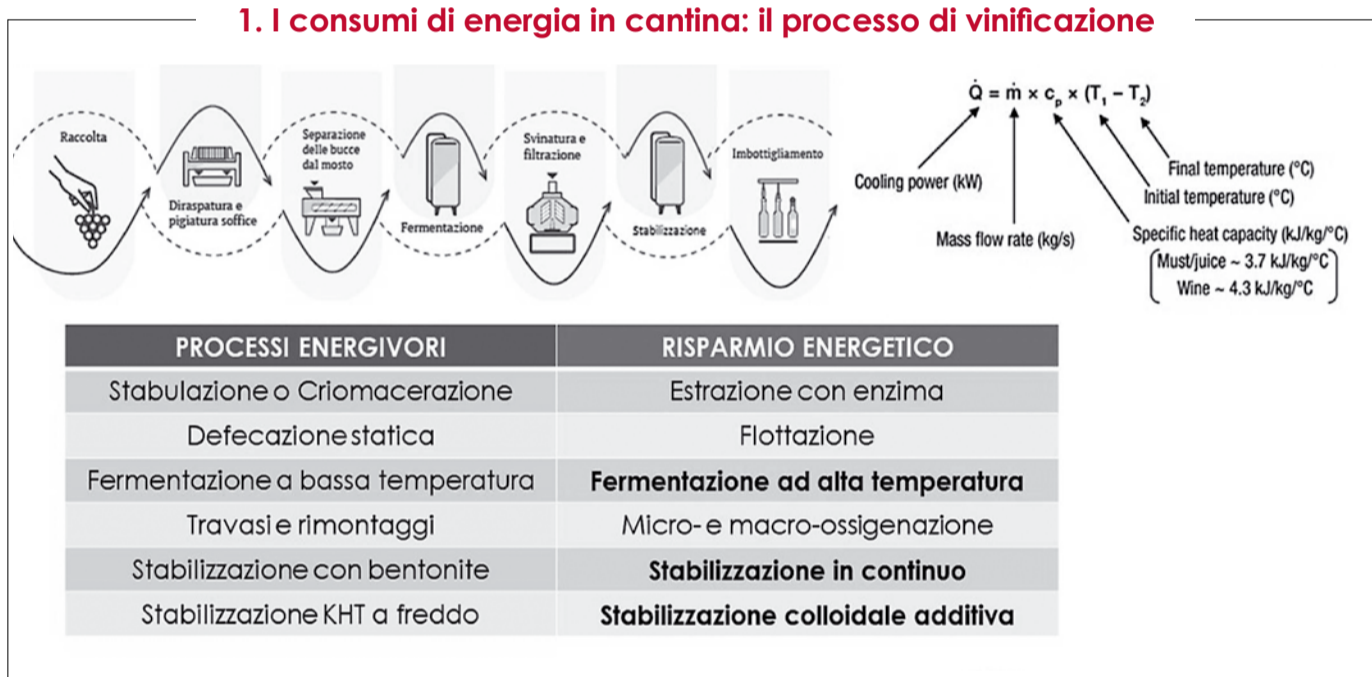 1. I consumi di energia in cantina: il processo di vinificazione
Raccolta
Diraspatura e
pigiatura soffice
Separazione
delle bucce
dal mosto
Fermentazione
Svinatura e
filtrazione
Stabilizzazione
Imbottigliamento
Q̇ = ṁ × cₚ × (T₁ – T₂)
Cooling power (kW)
Mass flow rate (kg/s)
Final temperature (°C)
Initial temperature (°C)
Specific heat capacity (kJ/kg/°C)
(Must/juice ~ 3.7 kJ/kg/°C
Wine ~ 4.3 kJ/kg/°C)
PROCESSI ENERGIVORI RISPARMIO ENERGETICO
Stabulazione o Criomacerazione Estrazione con enzima
Defecazione statica Flottazione
Fermentazione a bassa temperatura Fermentazione ad alta temperatura
Travasi e rimontaggi Micro- e macro-ossigenazione
Stabilizzazione con bentonite Stabilizzazione in continuo
Stabilizzazione KHT a freddo Stabilizzazione colloidale additiva